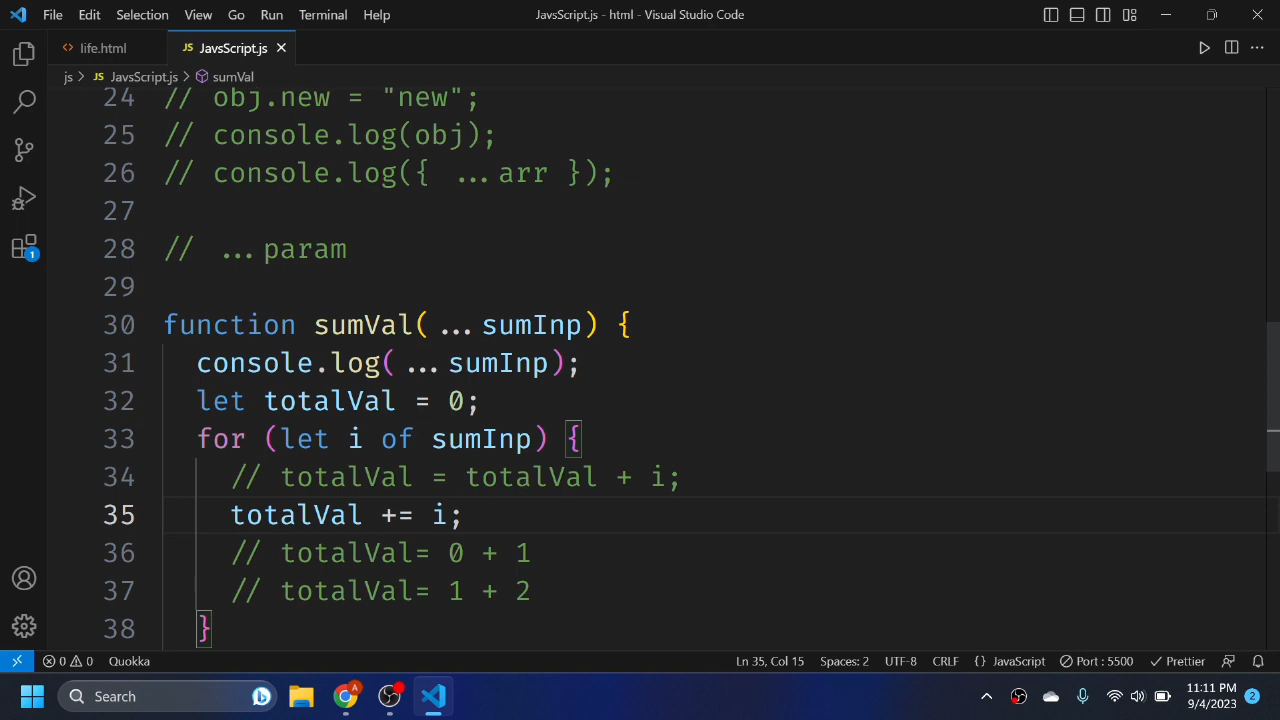 File Edit Selection View Go Run Terminal Help JavsScript.js - html - Visual Studio Code
<> life.html JS JavsScript.js
js > JS JavsScript.js > sumVal
24 // obj.new = "new";
25 // console.log(obj);
26 // console.log({ ...arr });
27
28 // ...param
29
30 function sumVal(...sumInp) {
31 console.log(...sumInp);
32 let totalVal = 0;
33 for (let i of sumInp) {
34 // totalVal = totalVal + i;
35 totalVal += i;
36 // totalVal= 0 + 1
37 // totalVal= 1 + 2
38 }
1
0 0 Quokka Ln 35, Col 15 Spaces: 2 UTF-8 CRLF {} JavaScript Port : 5500 Prettier
Search A 11:11 PM
9/4/2023 2